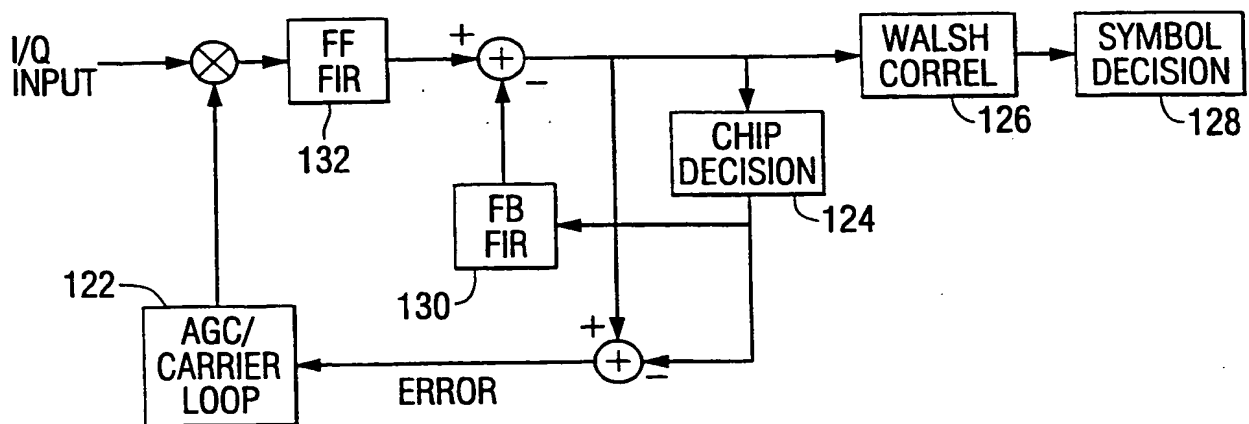 I/Q
INPUT
FF
FIR
132
+
+
−
WALSH
CORREL
126
SYMBOL
DECISION
128
CHIP
DECISION
124
FB
FIR
130
122
AGC/
CARRIER
LOOP
ERROR
+
+
−